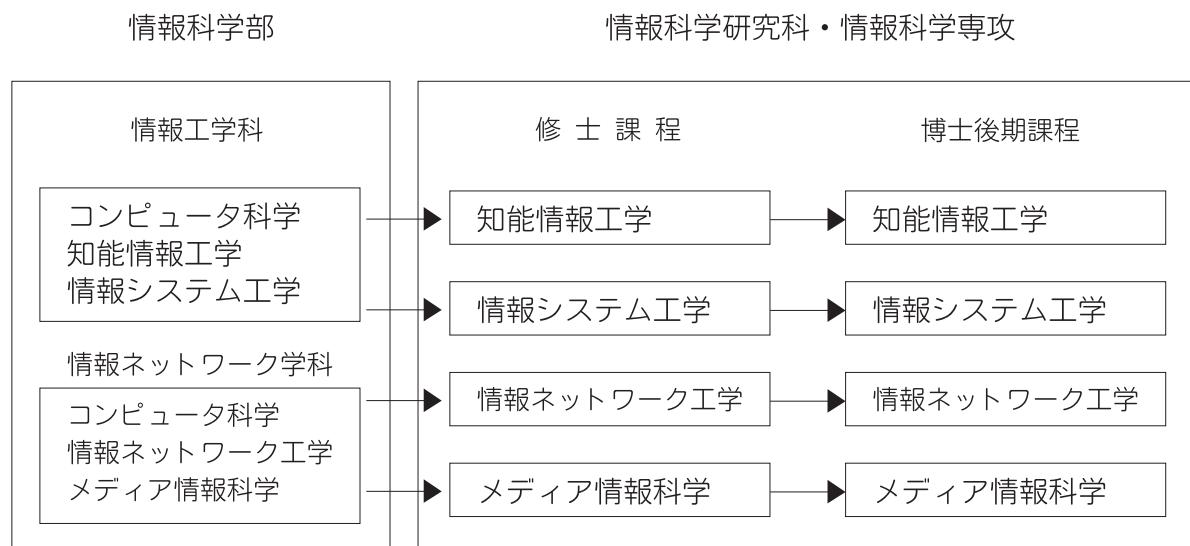 情報科学部
情報科学研究科・情報科学専攻
情報工学科
修士課程
博士後期課程
コンピュータ科学
知能情報工学
情報システム工学
知能情報工学
知能情報工学
情報システム工学
情報システム工学
情報ネットワーク学科
コンピュータ科学
情報ネットワーク工学
メディア情報科学
情報ネットワーク工学
情報ネットワーク工学
メディア情報科学
メディア情報科学